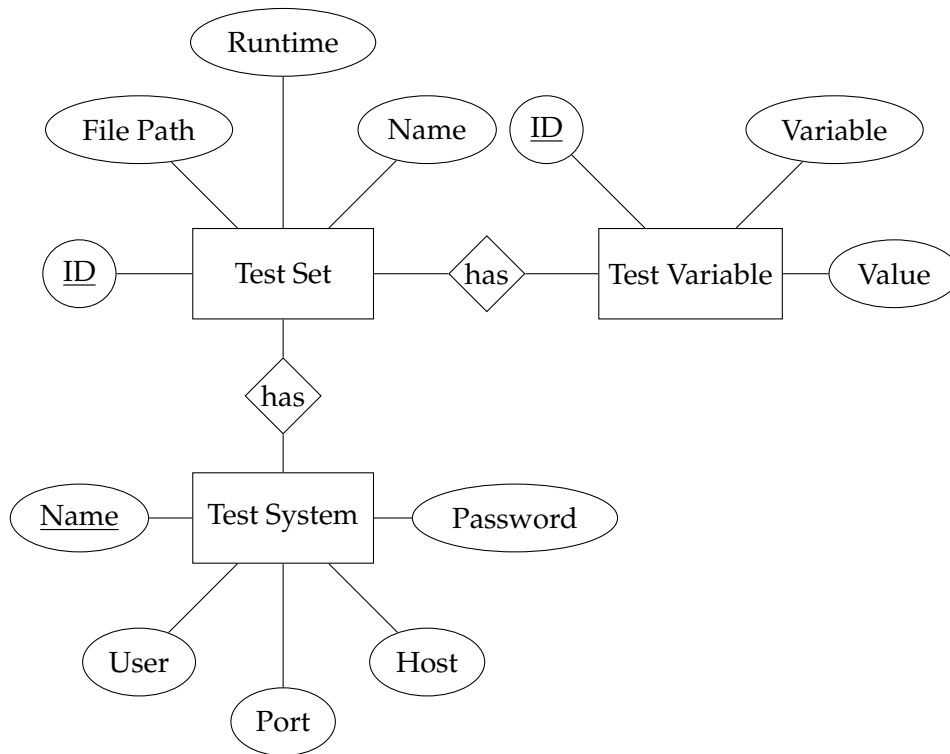 Runtime
File Path
Name
ID
Variable
ID
Test Set
has
Test Variable
Value
has
Name
Test System
Password
User
Host
Port